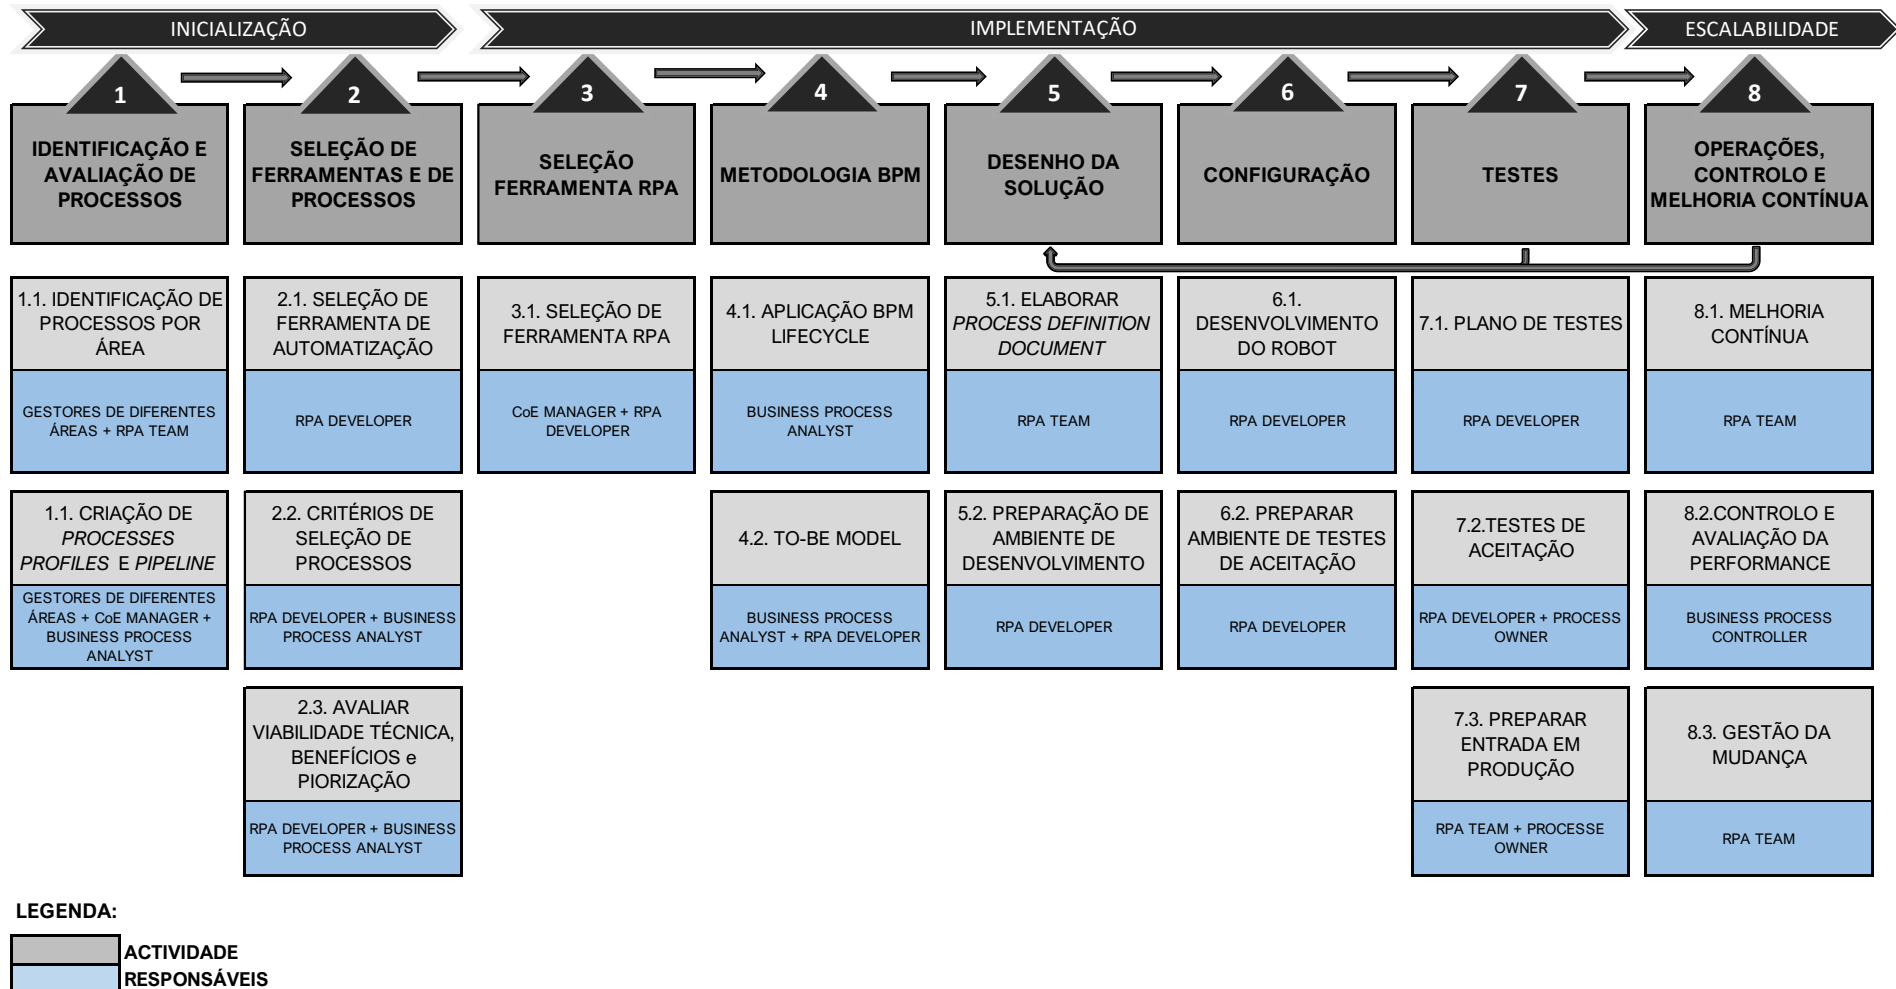 INICIALIZAÇÃO
IMPLEMENTAÇÃO
ESCALABILIDADE
1
2
3
4
5
6
7
8
IDENTIFICAÇÃO E
AVALIAÇÃO DE
PROCESSOS
SELEÇÃO DE
FERRAMENTAS E DE
PROCESSOS
SELEÇÃO
FERRAMENTA RPA
METODOLOGIA BPM
DESENHO DA
SOLUÇÃO
CONFIGURAÇÃO
TESTES
OPERAÇÕES,
CONTROLO E
MELHORIA CONTÍNUA
1.1. IDENTIFICAÇÃO DE
PROCESSOS POR
ÁREA
2.1. SELEÇÃO DE
FERRAMENTA DE
AUTOMATIZAÇÃO
3.1. SELEÇÃO DE
FERRAMENTA RPA
4.1. APLICAÇÃO BPM
LIFECYCLE
5.1. ELABORAR
PROCESS DEFINITION
DOCUMENT
6.1.
DESENVOLVIMENTO
DO ROBOT
7.1. PLANO DE TESTES
8.1. MELHORIA
CONTÍNUA
GESTORES DE DIFERENTES
ÁREAS + RPA TEAM
RPA DEVELOPER
CoE MANAGER + RPA
DEVELOPER
BUSINESS PROCESS
ANALYST
RPA TEAM
RPA DEVELOPER
RPA DEVELOPER
RPA TEAM
1.1. CRIAÇÃO DE
PROCESSES
PROFILES E PIPELINE
2.2. CRITÉRIOS DE
SELEÇÃO DE
PROCESSOS
4.2. TO-BE MODEL
5.2. PREPARAÇÃO DE
AMBIENTE DE
DESENVOLVIMENTO
6.2. PREPARAR
AMBIENTE DE TESTES
DE ACEITAÇÃO
7.2.TESTES DE
ACEITAÇÃO
8.2.CONTROLO E
AVALIAÇÃO DA
PERFORMANCE
GESTORES DE DIFERENTES
ÁREAS + CoE MANAGER +
BUSINESS PROCESS
ANALYST
RPA DEVELOPER + BUSINESS
PROCESS ANALYST
BUSINESS PROCESS
ANALYST + RPA DEVELOPER
RPA DEVELOPER
RPA DEVELOPER
RPA DEVELOPER + PROCESS
OWNER
BUSINESS PROCESS
CONTROLLER
2.3. AVALIAR
VIABILIDADE TÉCNICA,
BENEFÍCIOS e
PIORIZAÇÃO
7.3. PREPARAR
ENTRADA EM
PRODUÇÃO
8.3. GESTÃO DA
MUDANÇA
RPA DEVELOPER + BUSINESS
PROCESS ANALYST
RPA TEAM + PROCESSE
OWNER
RPA TEAM
LEGENDA:
ACTIVIDADE
RESPONSÁVEIS